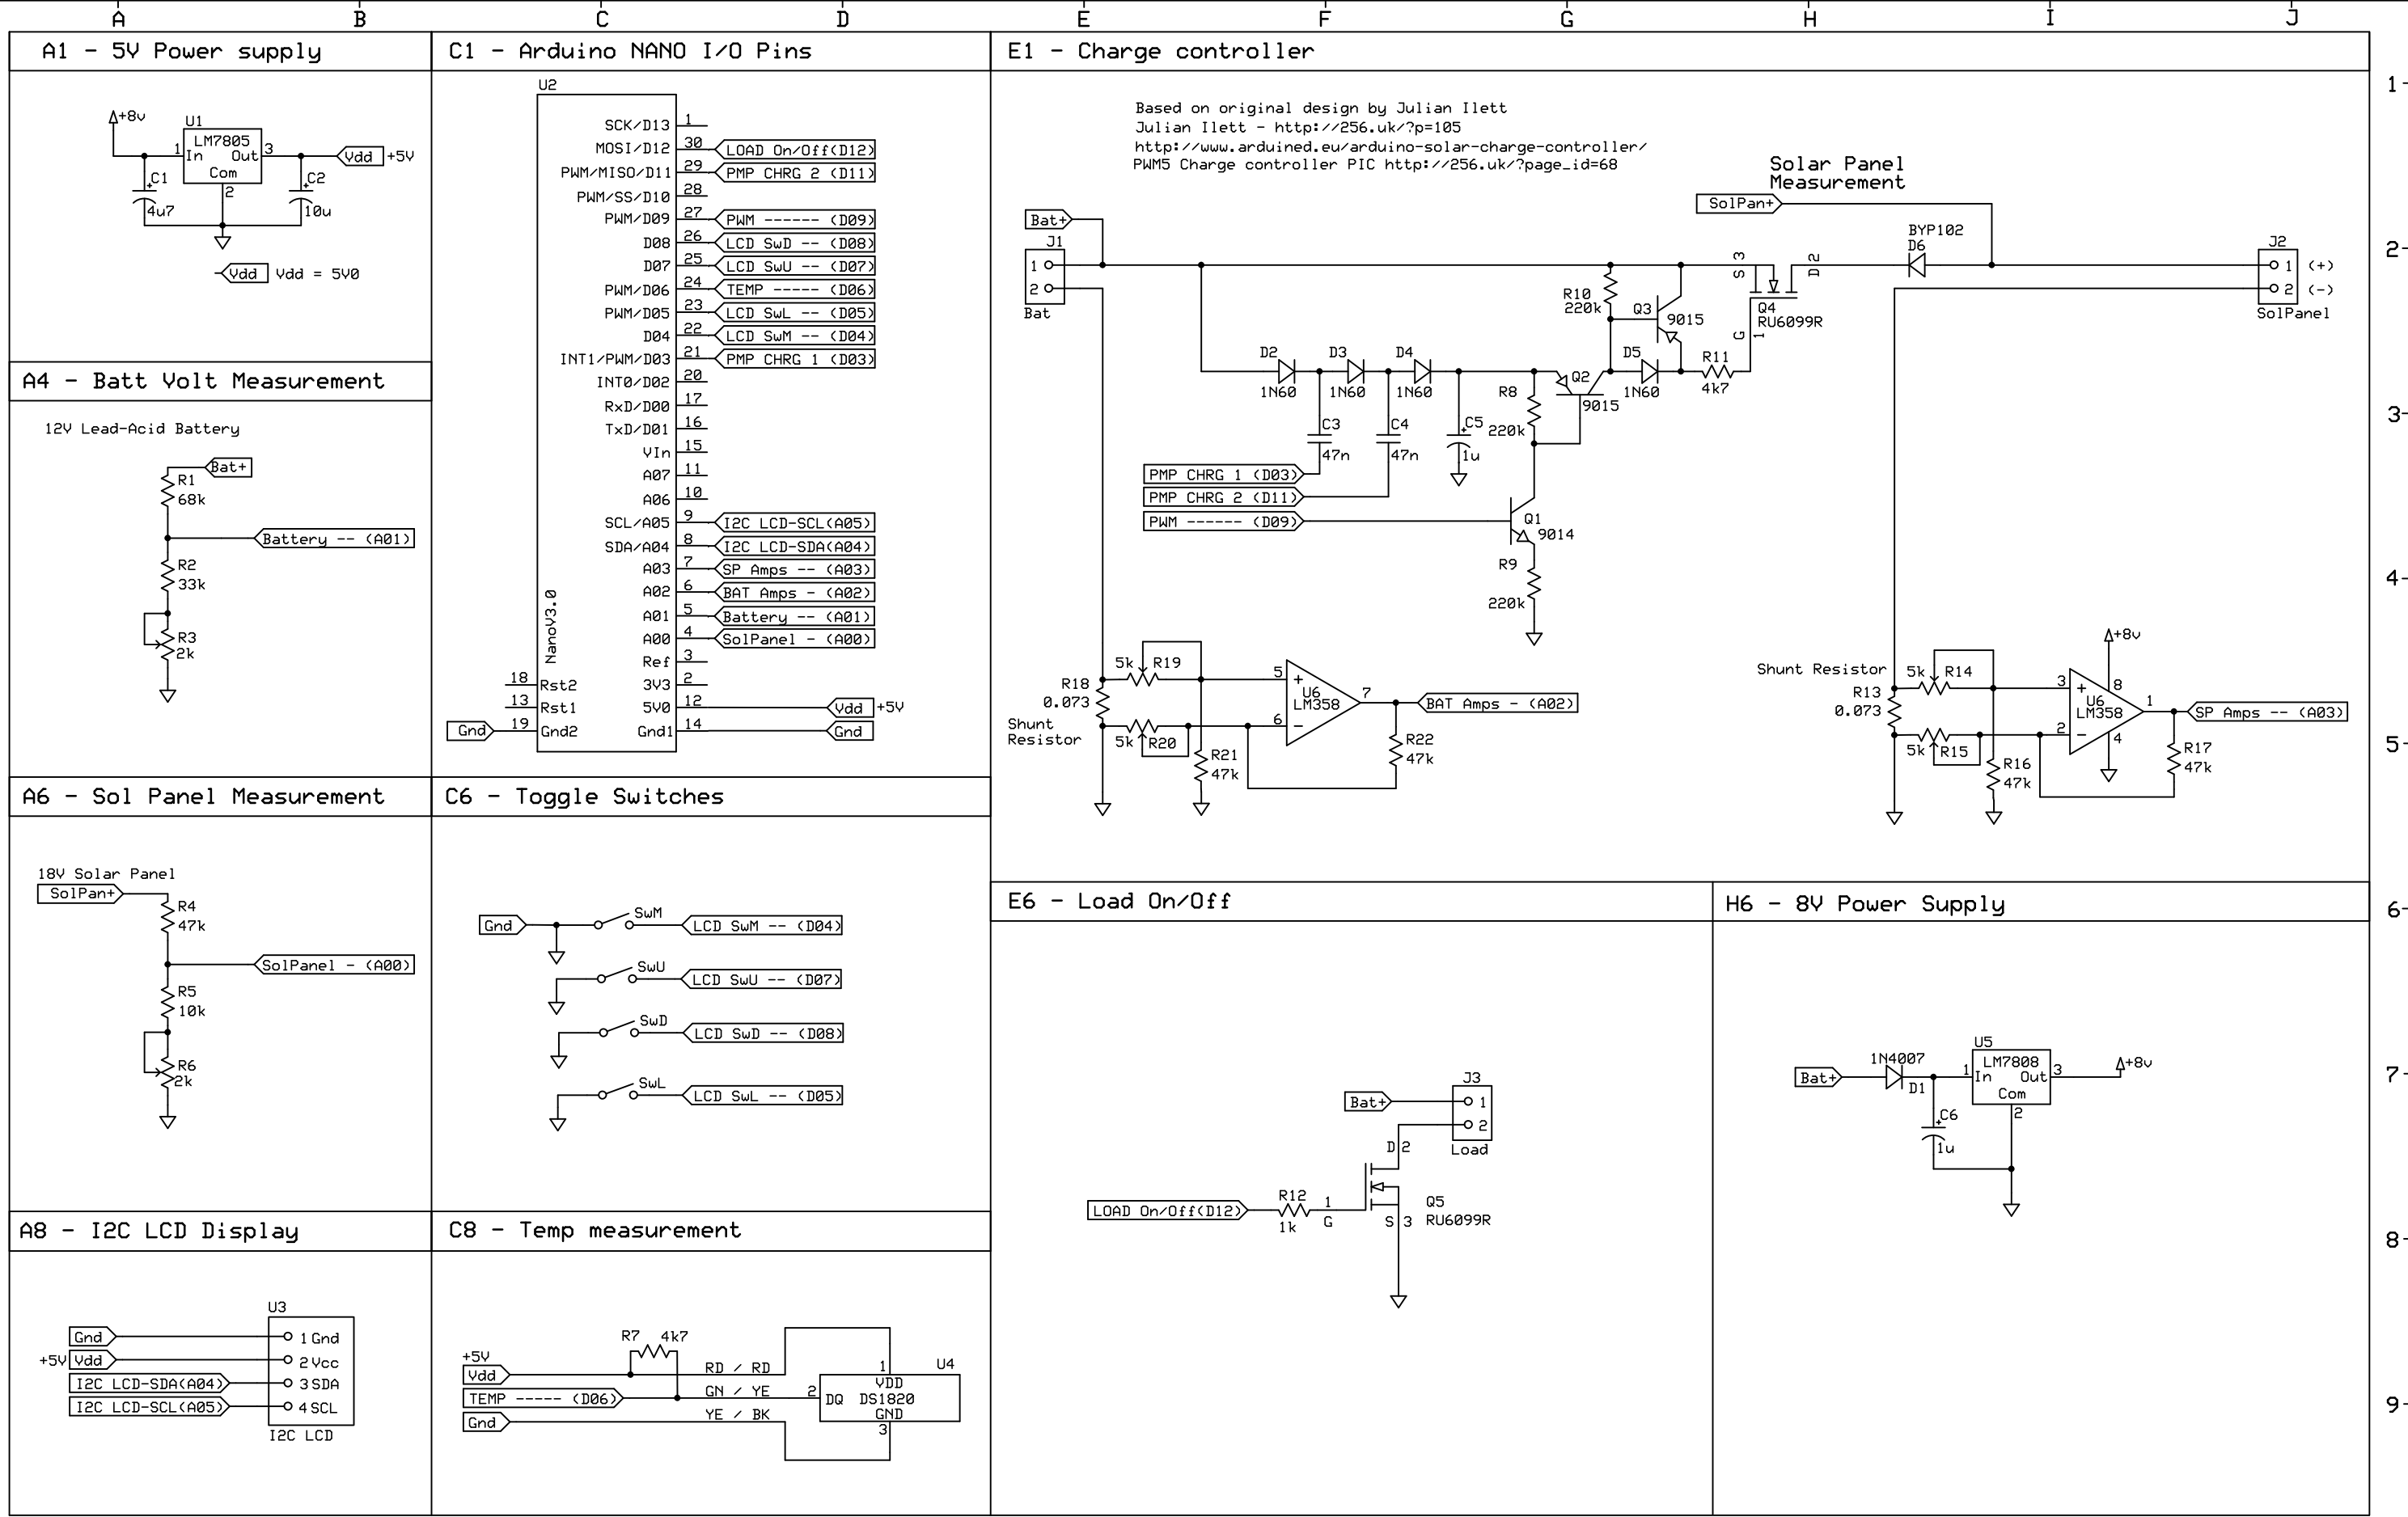 A B C D E F G H I J
1
2
3
4
5
6
7
8
9
A1 - 5V Power supply
+8v
U1
LM7805
1 In Out 3
Com
2
C1
4u7
C2
10u
Vdd +5V
Vdd Vdd = 5V0
A4 - Batt Volt Measurement
12V Lead-Acid Battery
Bat+
R1
68k
Battery -- (A01)
R2
33k
R3
2k
A6 - Sol Panel Measurement
18V Solar Panel
SolPan+
R4
47k
SolPanel - (A00)
R5
10k
R6
2k
A8 - I2C LCD Display
U3
Gnd 1 Gnd
+5V Vdd 2 Vcc
I2C LCD-SDA(A04) 3 SDA
I2C LCD-SCL(A05) 4 SCL
I2C LCD
C1 - Arduino NANO I/O Pins
U2
SCK/D13 1
MOSI/D12 30 LOAD On/Off(D12)
PWM/MISO/D11 29 PMP CHRG 2 (D11)
PWM/SS/D10 28
PWM/D09 27 PWM ------ (D09)
D08 26 LCD SwD -- (D08)
D07 25 LCD SwU -- (D07)
PWM/D06 24 TEMP ----- (D06)
PWM/D05 23 LCD SwL -- (D05)
D04 22 LCD SwM -- (D04)
INT1/PWM/D03 21 PMP CHRG 1 (D03)
INT0/D02 20
RxD/D00 17
TxD/D01 16
VIn 15
A07 11
A06 10
SCL/A05 9 I2C LCD-SCL(A05)
SDA/A04 8 I2C LCD-SDA(A04)
A03 7 SP Amps -- (A03)
A02 6 BAT Amps - (A02)
A01 5 Battery -- (A01)
A00 4 SolPanel - (A00)
Ref 3
18 Rst2 3V3 2
13 Rst1 5V0 12 Vdd +5V
Gnd 19 Gnd2 Gnd1 14 Gnd
NanoV3.0
C6 - Toggle Switches
Gnd SwM LCD SwM -- (D04)
SwU LCD SwU -- (D07)
SwD LCD SwD -- (D08)
SwL LCD SwL -- (D05)
C8 - Temp measurement
R7 4k7
+5V
Vdd RD / RD 1
TEMP ----- (D06) GN / YE 2
Gnd YE / BK 3
U4
VDD
DQ DS1820
GND
E1 - Charge controller
Based on original design by Julian Ilett
Julian Ilett - http://256.uk/?p=105
http://www.arduined.eu/arduino-solar-charge-controller/
PWM5 Charge controller PIC http://256.uk/?page_id=68
Solar Panel
Measurement
SolPan+
Bat+
J1
1
2
Bat
BYP102
D6
J2
1 (+)
2 (-)
SolPanel
R10
220k
Q3
9015
S 3
D 2
G 1
Q4
RU6099R
D2
1N60
D3
1N60
D4
1N60
Q2
9015
D5
1N60
R11
4k7
R8
220k
C3
47n
C4
47n
C5
1u
PMP CHRG 1 (D03)
PMP CHRG 2 (D11)
PWM ------ (D09)
Q1
9014
R9
220k
R18
0.073
Shunt
Resistor
5k R19
5k R20
R21
47k
5
6
7
U6
LM358
R22
47k
BAT Amps - (A02)
Shunt Resistor
R13
0.073
5k R14
5k R15
R16
47k
+8v
3
2
8
4
1
U6
LM358
R17
47k
SP Amps -- (A03)
E6 - Load On/Off
J3
Bat+ 1
2
Load
D 2
LOAD On/Off(D12)
R12
1k
1
G
S 3
Q5
RU6099R
H6 - 8V Power Supply
Bat+
1N4007
D1
C6
1u
U5
LM7808
1 In Out 3
Com
2
+8v